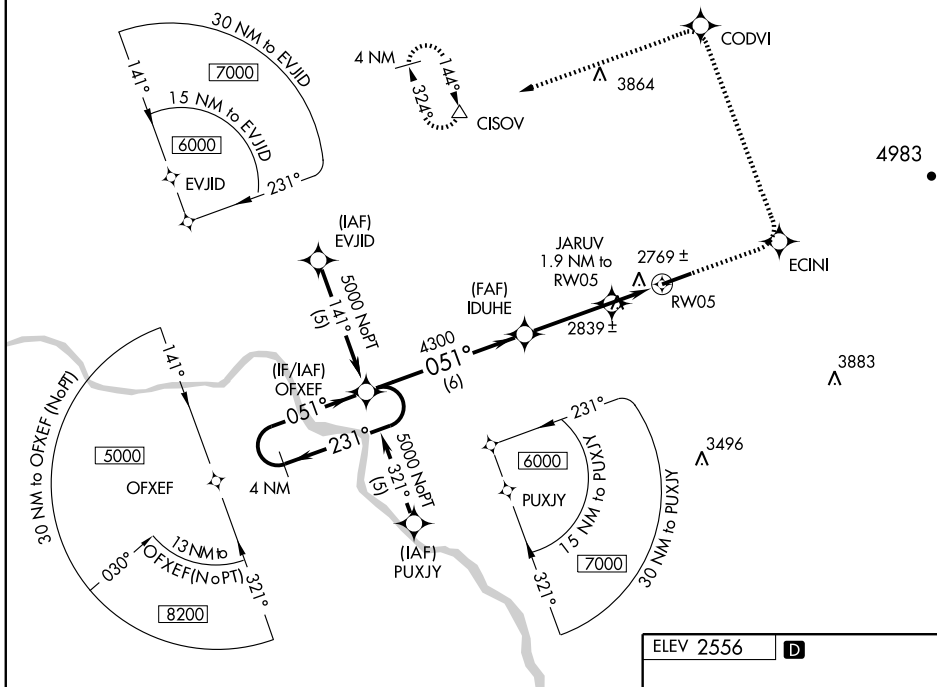 30 NM to EVJID
7000
141°
15 NM to EVJID
6000
EVJID
231°
4 NM
144°
324°
CISOV
CODVI
3864
4983
(IAF)
EVJID
5000 NoPT
141°
(5)
JARUV
1.9 NM to
RW05
2769 ±
ECINI
RW05
(FAF)
IDUHE
2839 ±
4300
051°
(6)
(IF/IAF)
OFXEF
051°
231°
4 NM
5000 NoPT
321°
(5)
(IAF)
PUXJY
3883
3496
30 NM to OFXEF (NoPT)
141°
5000
OFXEF
13 NM to
OFXEF(NoPT)
030°
321°
8200
231°
6000
PUXJY
15 NM to PUXJY
7000
30 NM to PUXJY
321°
ELEV 2556
D